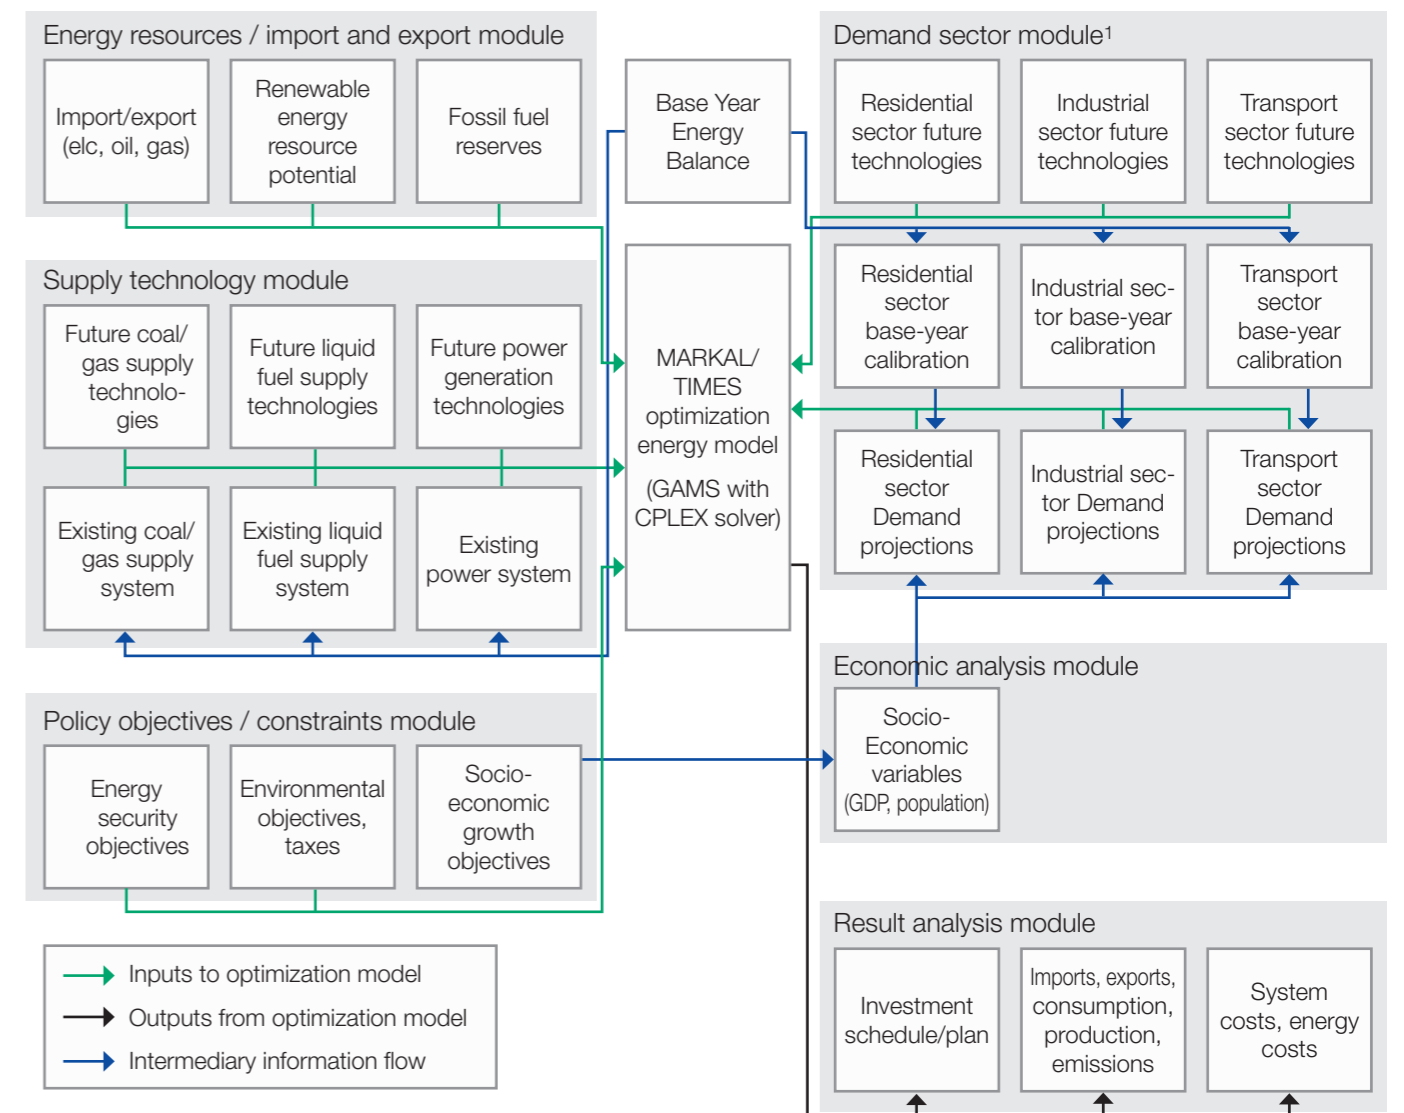 Energy resources / import and export module
Import/export
(elc, oil, gas)
Renewable
energy
resource
potential
Fossil fuel
reserves
Base Year
Energy
Balance
Demand sector module¹
Residential
sector future
technologies
Industrial
sector future
technologies
Transport
sector future
technologies
Residential
sector
base-year
calibration
Industrial sec-
tor base-year
calibration
Transport
sector
base-year
calibration
Residential
sector
Demand
projections
Industrial sec-
tor Demand
projections
Transport
sector
Demand
projections
Supply technology module
Future coal/
gas supply
technolo-
gies
Future liquid
fuel supply
technologies
Future power
generation
technologies
Existing coal/
gas supply
system
Existing liquid
fuel supply
system
Existing
power system
MARKAL/
TIMES
optimization
energy model
(GAMS with
CPLEX solver)
Policy objectives / constraints module
Energy
security
objectives
Environmental
objectives,
taxes
Socio-
economic
growth
objectives
Economic analysis module
Socio-
Economic
variables
(GDP, population)
Result analysis module
Investment
schedule/plan
Imports, exports,
consumption,
production,
emissions
System
costs, energy
costs
Inputs to optimization model
Outputs from optimization model
Intermediary information flow